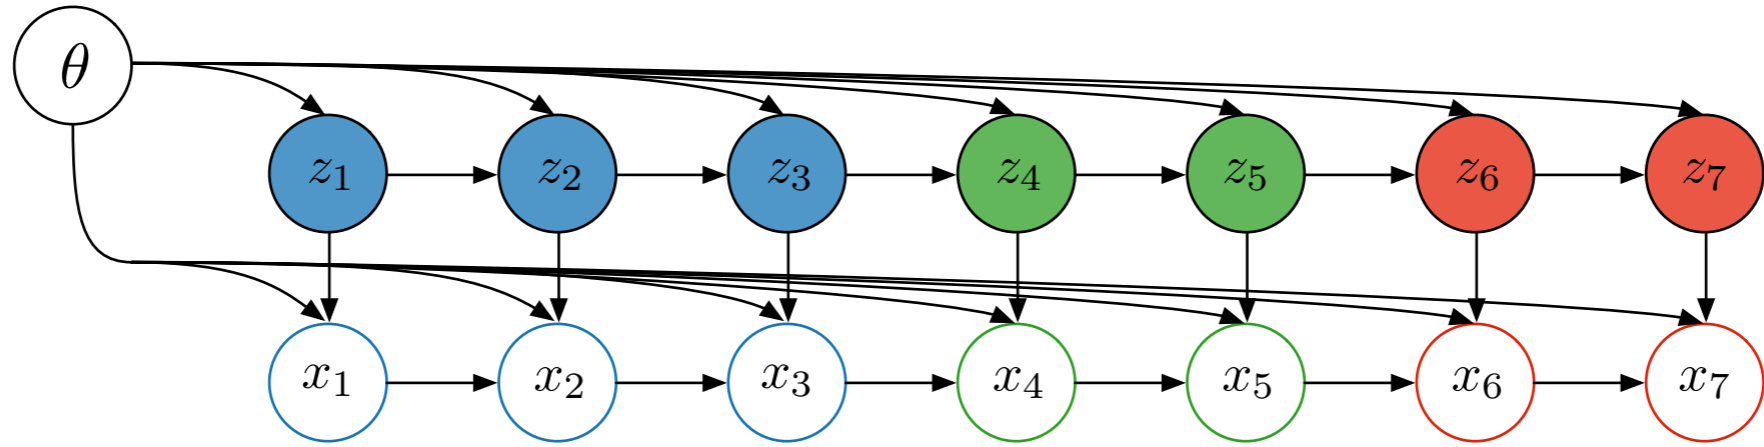 θ
z₁ z₂ z₃ z₄ z₅ z₆ z₇
x₁ x₂ x₃ x₄ x₅ x₆ x₇